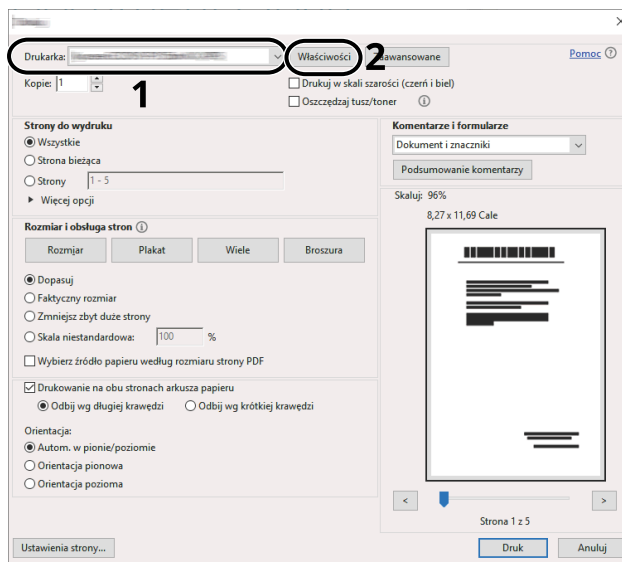 Drukarka:
Właściwości
2
Zaawansowane
Pomoc
Kopie: 1
1
Drukuj w skali szarości (czerń i biel)
Oszczędzaj tusz/toner
Strony do wydruku
Wszystkie
Strona bieżąca
Strony 1 - 5
Więcej opcji
Komentarze i formularze
Dokument i znaczniki
Podsumowanie komentarzy
Skaluj: 96%
8,27 x 11,69 Cale
Rozmiar i obsługa stron
Rozmiar Plakat Wiele Broszura
Dopasuj
Faktyczny rozmiar
Zmniejsz zbyt duże strony
Skala niestandardowa: 100 %
Wybierz źródło papieru według rozmiaru strony PDF
Drukowanie na obu stronach arkusza papieru
Odbij wg długiej krawędzi Odbij wg krótkiej krawędzi
Orientacja:
Autom. w pionie/poziomie
Orientacja pionowa
Orientacja pozioma
< >
Strona 1 z 5
Ustawienia strony...
Druk
Anuluj